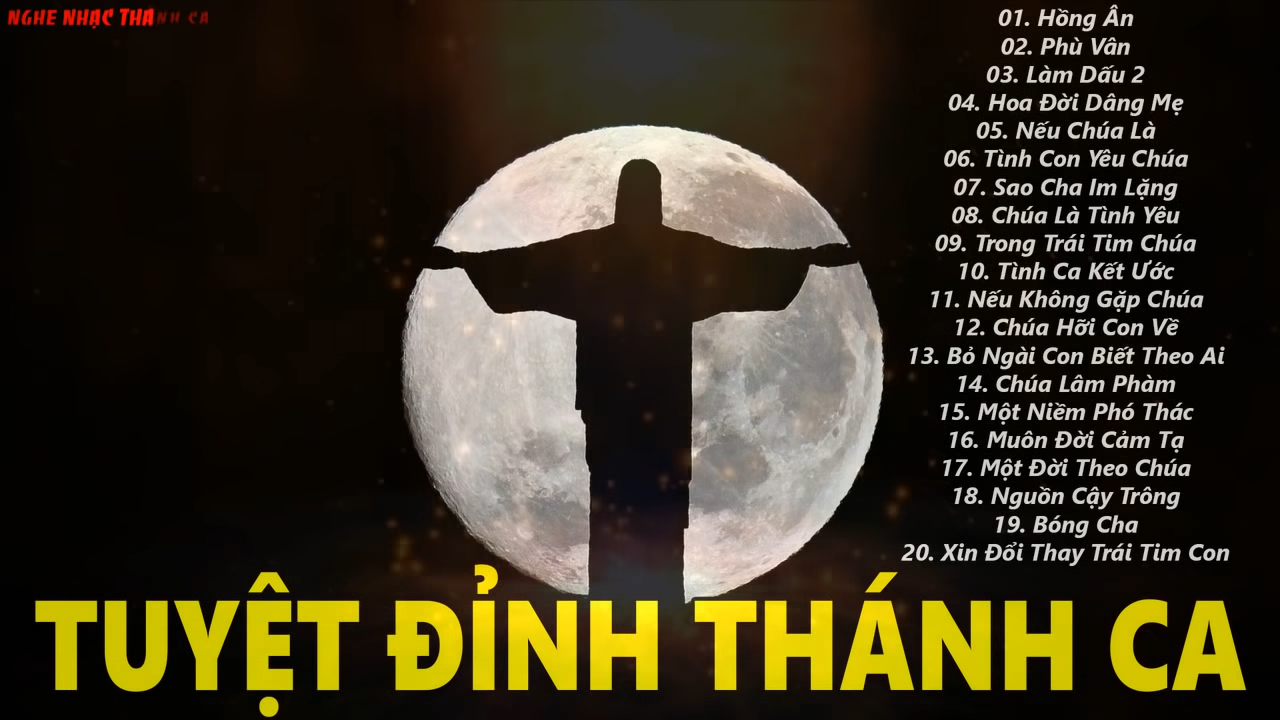 NGHE NHẠC THÁNH CA
01. Hồng Ân
02. Phù Vân
03. Làm Dấu 2
04. Hoa Đời Dâng Mẹ
05. Nếu Chúa Là
06. Tình Con Yêu Chúa
07. Sao Cha Im Lặng
08. Chúa Là Tình Yêu
09. Trong Trái Tim Chúa
10. Tình Ca Kết Ước
11. Nếu Không Gặp Chúa
12. Chúa Hỡi Con Về
13. Bỏ Ngài Con Biết Theo Ai
14. Chúa Lâm Phàm
15. Một Niềm Phó Thác
16. Muôn Đời Cảm Tạ
17. Một Đời Theo Chúa
18. Nguồn Cậy Trông
19. Bóng Cha
20. Xin Đổi Thay Trái Tim Con
TUYỆT ĐỈNH THÁNH CA